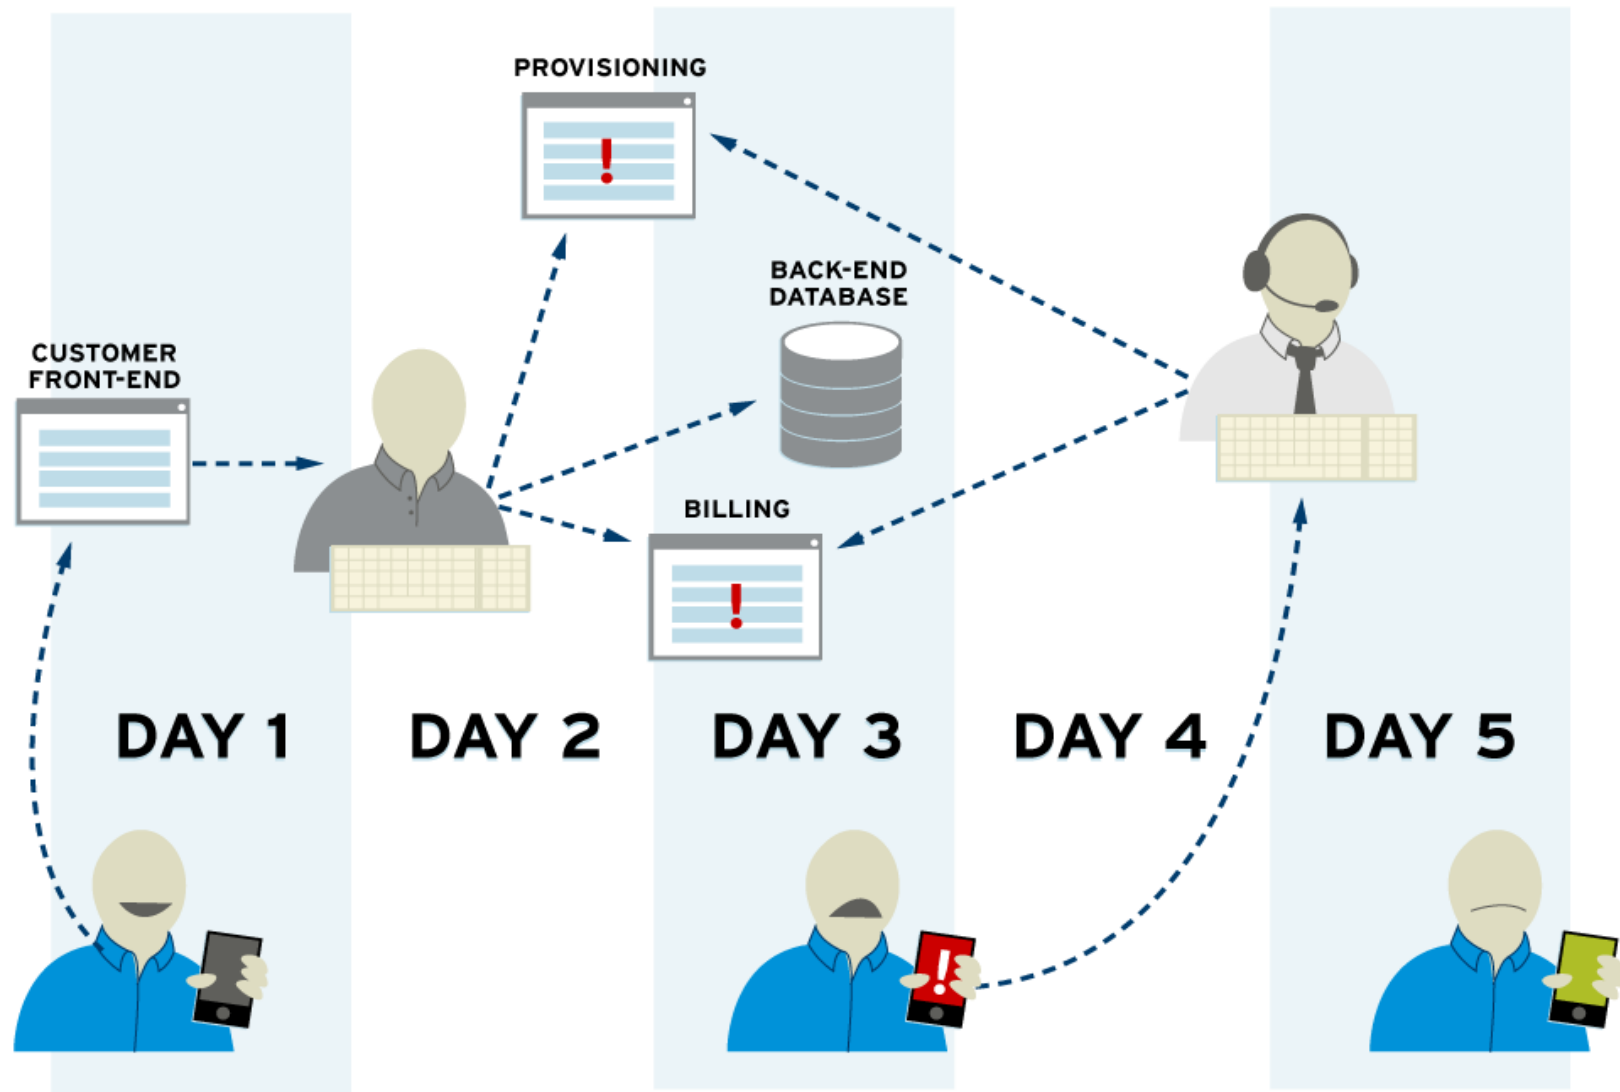 PROVISIONING
BACK-END
DATABASE
CUSTOMER
FRONT-END
BILLING
DAY 1
DAY 2
DAY 3
DAY 4
DAY 5